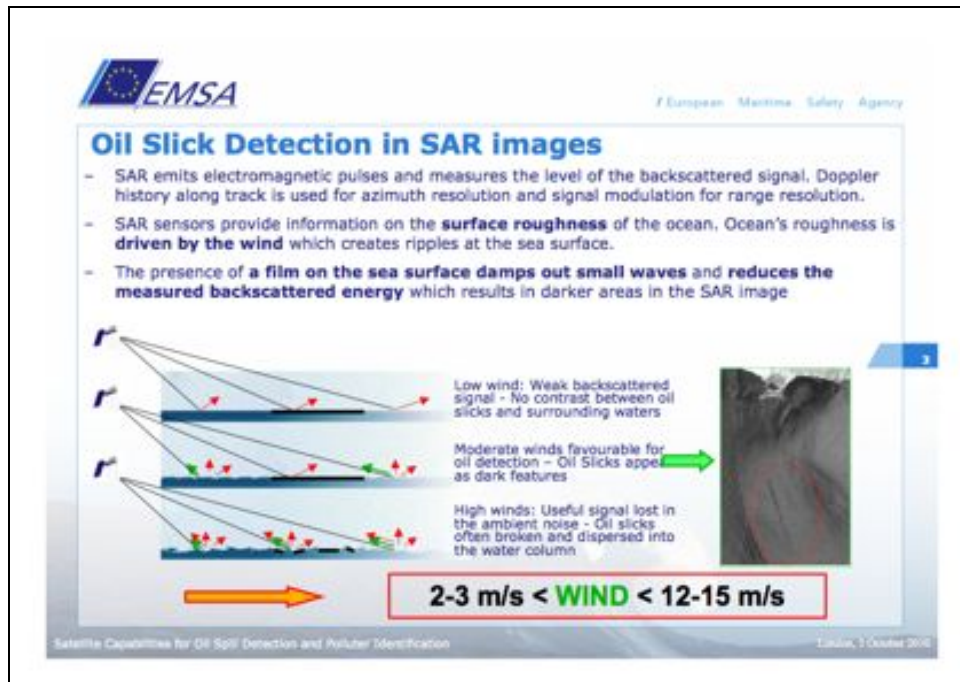 EMSA
/ European Maritime Safety Agency
Oil Slick Detection in SAR images
– SAR emits electromagnetic pulses and measures the level of the backscattered signal. Doppler
history along track is used for azimuth resolution and signal modulation for range resolution.
– SAR sensors provide information on the surface roughness of the ocean. Ocean's roughness is
driven by the wind which creates ripples at the sea surface.
– The presence of a film on the sea surface damps out small waves and reduces the
measured backscattered energy which results in darker areas in the SAR image
3
Low wind: Weak backscattered
signal - No contrast between oil
slicks and surrounding waters
Moderate winds favourable for
oil detection – Oil Slicks appea
as dark features
High winds: Useful signal lost in
the ambient noise - Oil slicks
often broken and dispersed into
the water column
2-3 m/s < WIND < 12-15 m/s
Satellite Capabilities for Oil Spill Detection and Polluter Identification
London, October